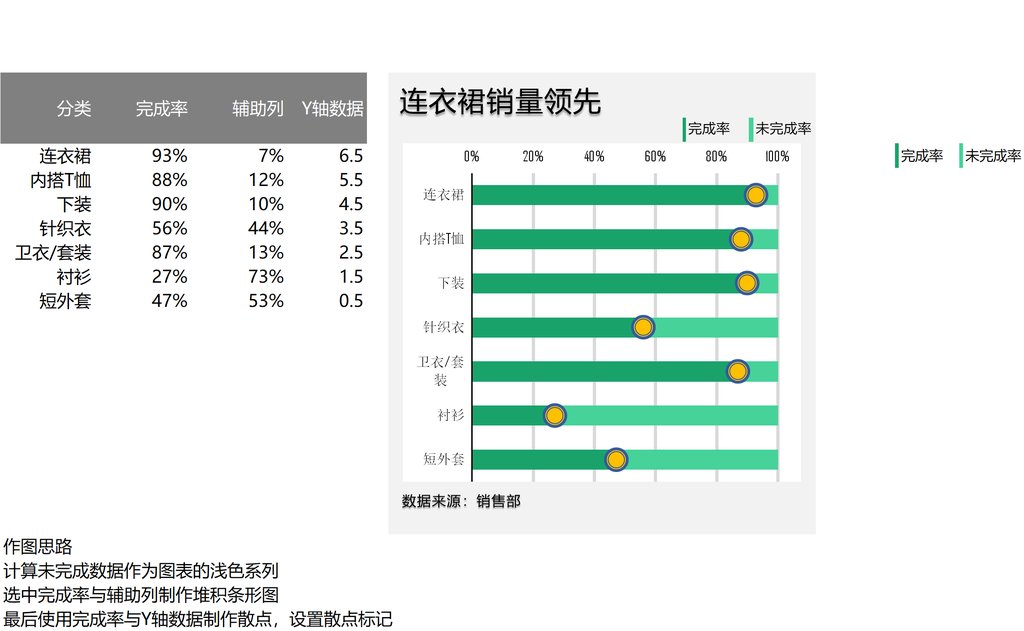 分类 完成率 辅助列 Y轴数据
连衣裙 93% 7% 6.5
内搭T恤 88% 12% 5.5
下装 90% 10% 4.5
针织衣 56% 44% 3.5
卫衣/套装 87% 13% 2.5
衬衫 27% 73% 1.5
短外套 47% 53% 0.5
连衣裙销量领先
完成率 未完成率
0% 20% 40% 60% 80% 100%
连衣裙
内搭T恤
下装
针织衣
卫衣/套
装
衬衫
短外套
数据来源：销售部
完成率 未完成率
作图思路
计算未完成数据作为图表的浅色系列
选中完成率与辅助列制作堆积条形图
最后使用完成率与Y轴数据制作散点，设置散点标记